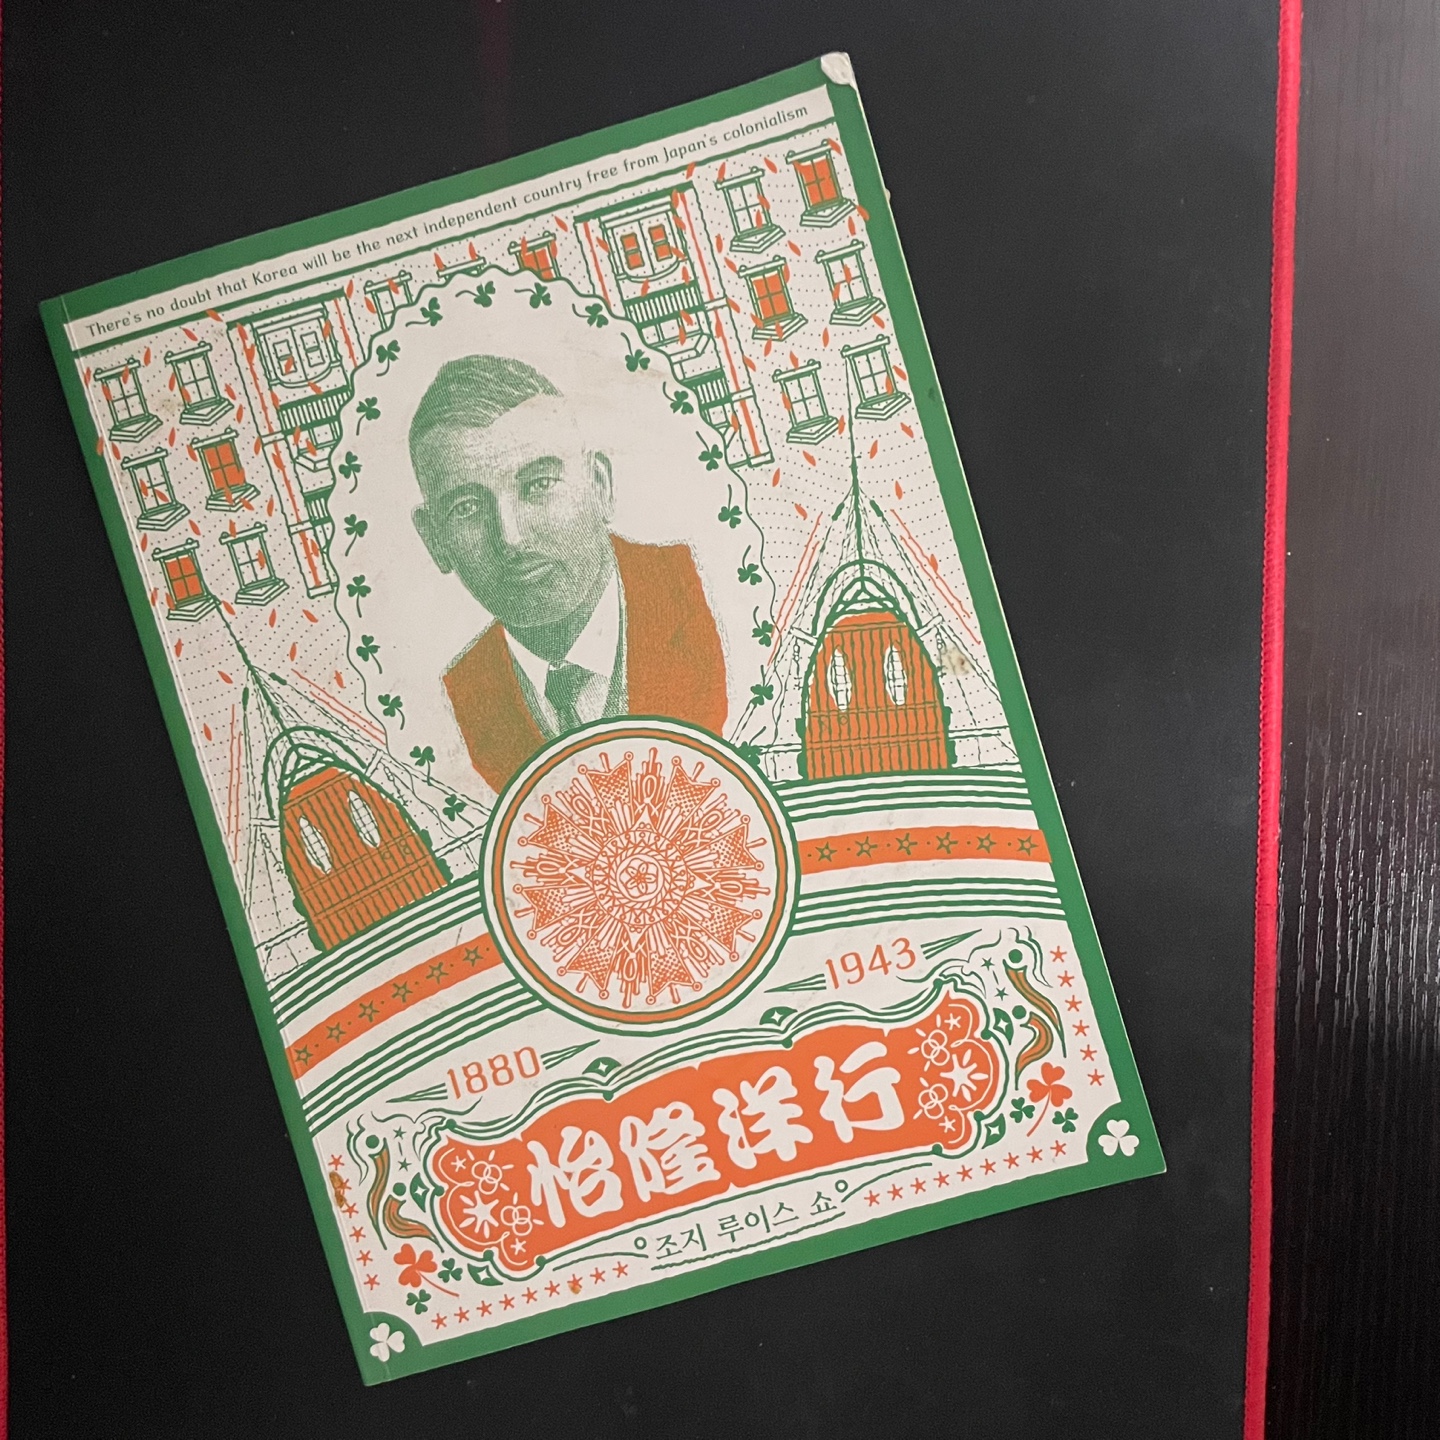 There's no doubt that Korea will be the next independent country free from Japan's colonialism
1880
1943
怡隆洋行
조지 루이스 쇼